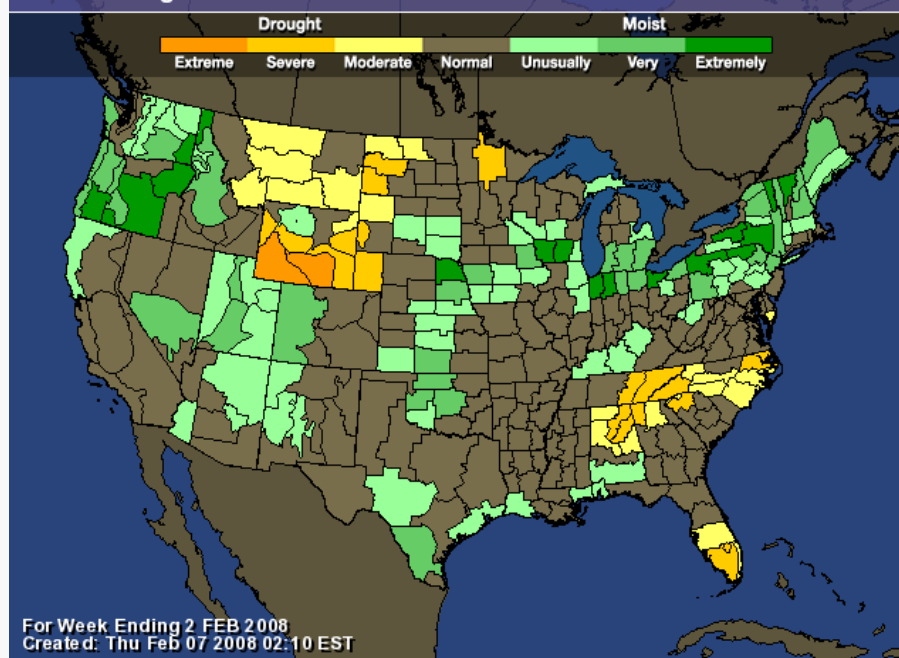 Drought Moist
Extreme Severe Moderate Normal Unusually Very Extremely
For Week Ending 2 FEB 2008
Created: Thu Feb 07 2008 02:10 EST